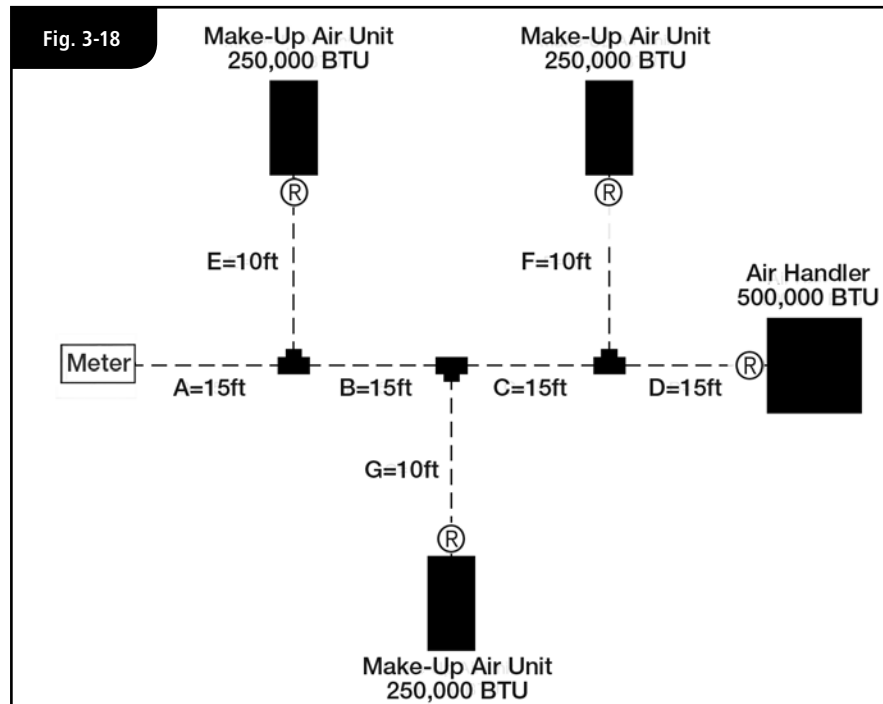 Fig. 3-18
Make-Up Air Unit
250,000 BTU
Make-Up Air Unit
250,000 BTU
R
R
E=10ft
F=10ft
Air Handler
500,000 BTU
Meter
R
A=15ft
B=15ft
C=15ft
D=15ft
G=10ft
R
Make-Up Air Unit
250,000 BTU